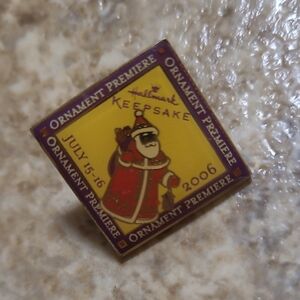 ORNAMENT PREMIERE
ORNAMENT PREMIERE
Hallmark
KEEPSAKE
JULY 15-16
2006
ORNAMENT PREMIERE
ORNAMENT PREMIERE